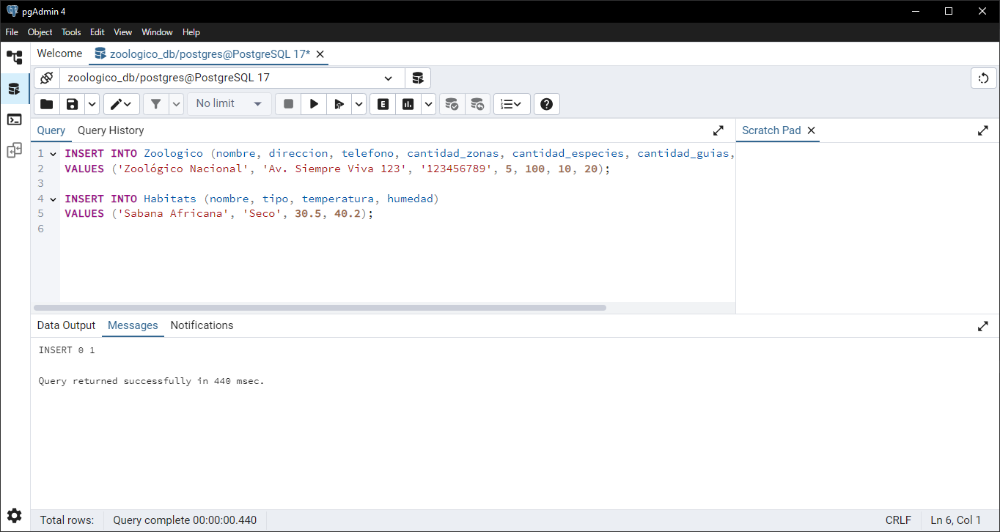 pgAdmin 4
File Object Tools Edit View Window Help
Welcome zoologico_db/postgres@PostgreSQL 17*
zoologico_db/postgres@PostgreSQL 17
No limit
E
Query Query History
Scratch Pad
1 INSERT INTO Zoologico (nombre, direccion, telefono, cantidad_zonas, cantidad_especies, cantidad_guias,
2 VALUES ('Zoológico Nacional', 'Av. Siempre Viva 123', '123456789', 5, 100, 10, 20);
3
4 INSERT INTO Habitats (nombre, tipo, temperatura, humedad)
5 VALUES ('Sabana Africana', 'Seco', 30.5, 40.2);
6
Data Output Messages Notifications
INSERT 0 1
Query returned successfully in 440 msec.
Total rows: Query complete 00:00:00.440 CRLF Ln 6, Col 1